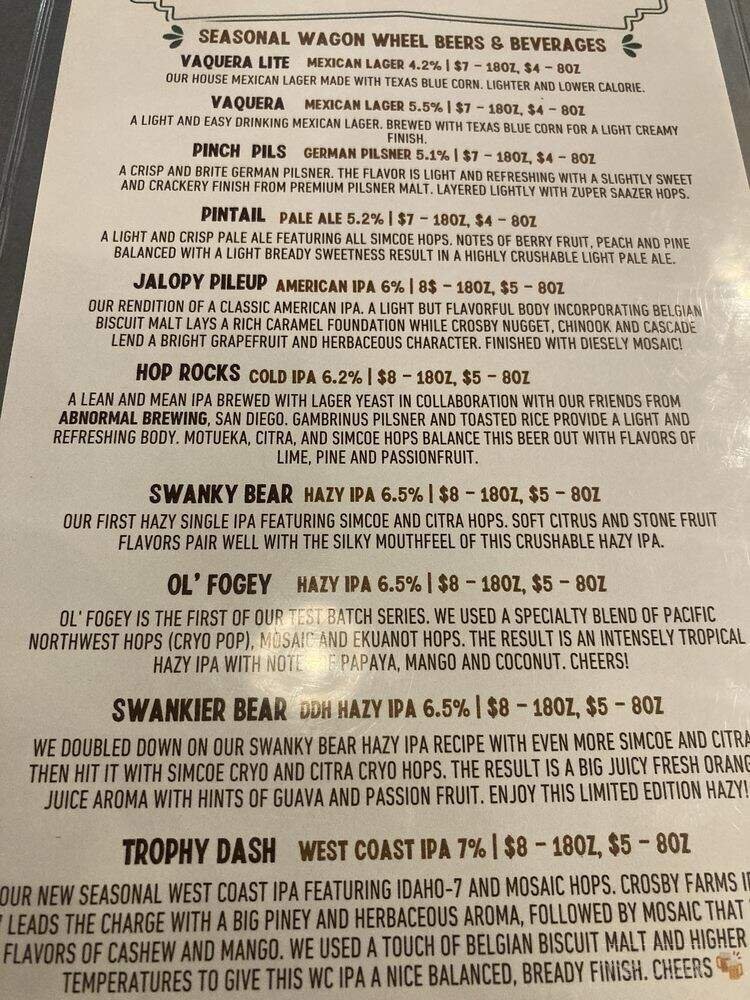 SEASONAL WAGON WHEEL BEERS & BEVERAGES
VAQUERA LITE MEXICAN LAGER 4.2% | $7 - 18OZ, $4 - 8OZ
OUR HOUSE MEXICAN LAGER MADE WITH TEXAS BLUE CORN. LIGHTER AND LOWER CALORIE.
VAQUERA MEXICAN LAGER 5.5% | $7 - 18OZ, $4 - 8OZ
A LIGHT AND EASY DRINKING MEXICAN LAGER. BREWED WITH TEXAS BLUE CORN FOR A LIGHT CREAMY
FINISH.
PINCH PILS GERMAN PILSNER 5.1% | $7 - 18OZ, $4 - 8OZ
A CRISP AND BRITE GERMAN PILSNER. THE FLAVOR IS LIGHT AND REFRESHING WITH A SLIGHTLY SWEET
AND CRACKERY FINISH FROM PREMIUM PILSNER MALT. LAYERED LIGHTLY WITH ZUPER SAAZER HOPS.
PINTAIL PALE ALE 5.2% | $7 - 18OZ, $4 - 8OZ
A LIGHT AND CRISP PALE ALE FEATURING ALL SIMCOE HOPS. NOTES OF BERRY FRUIT, PEACH AND PINE
BALANCED WITH A LIGHT BREADY SWEETNESS RESULT IN A HIGHLY CRUSHABLE LIGHT PALE ALE.
JALOPY PILEUP AMERICAN IPA 6% | 8$ - 18OZ, $5 - 8OZ
OUR RENDITION OF A CLASSIC AMERICAN IPA. A LIGHT BUT FLAVORFUL BODY INCORPORATING BELGIAN
BISCUIT MALT LAYS A RICH CARAMEL FOUNDATION WHILE CROSBY NUGGET, CHINOOK AND CASCADE
LEND A BRIGHT GRAPEFRUIT AND HERBACEOUS CHARACTER. FINISHED WITH DIESELY MOSAIC!
HOP ROCKS COLD IPA 6.2% | $8 - 18OZ, $5 - 8OZ
A LEAN AND MEAN IPA BREWED WITH LAGER YEAST IN COLLABORATION WITH OUR FRIENDS FROM
ABNORMAL BREWING, SAN DIEGO. GAMBRINUS PILSNER AND TOASTED RICE PROVIDE A LIGHT AND
REFRESHING BODY. MOTUEKA, CITRA, AND SIMCOE HOPS BALANCE THIS BEER OUT WITH FLAVORS OF
LIME, PINE AND PASSIONFRUIT.
SWANKY BEAR HAZY IPA 6.5% | $8 - 18OZ, $5 - 8OZ
OUR FIRST HAZY SINGLE IPA FEATURING SIMCOE AND CITRA HOPS. SOFT CITRUS AND STONE FRUIT
FLAVORS PAIR WELL WITH THE SILKY MOUTHFEEL OF THIS CRUSHABLE HAZY IPA.
OL' FOGEY HAZY IPA 6.5% | $8 - 18OZ, $5 - 8OZ
OL' FOGEY IS THE FIRST OF OUR TEST BATCH SERIES. WE USED A SPECIALTY BLEND OF PACIFIC
NORTHWEST HOPS (CRYO POP), MOSAIC AND EKUANOT HOPS. THE RESULT IS AN INTENSELY TROPICAL
HAZY IPA WITH NOTE PAPAYA, MANGO AND COCONUT. CHEERS!
SWANKIER BEAR DDH HAZY IPA 6.5% | $8 - 18OZ, $5 - 8OZ
WE DOUBLED DOWN ON OUR SWANKY BEAR HAZY IPA RECIPE WITH EVEN MORE SIMCOE AND CITRA
THEN HIT IT WITH SIMCOE CRYO AND CITRA CRYO HOPS. THE RESULT IS A BIG JUICY FRESH ORANG
JUICE AROMA WITH HINTS OF GUAVA AND PASSION FRUIT. ENJOY THIS LIMITED EDITION HAZY!
TROPHY DASH WEST COAST IPA 7% | $8 - 18OZ, $5 - 8OZ
OUR NEW SEASONAL WEST COAST IPA FEATURING IDAHO-7 AND MOSAIC HOPS. CROSBY FARMS
LEADS THE CHARGE WITH A BIG PINEY AND HERBACEOUS AROMA, FOLLOWED BY MOSAIC THAT
FLAVORS OF CASHEW AND MANGO. WE USED A TOUCH OF BELGIAN BISCUIT MALT AND HIGHER
TEMPERATURES TO GIVE THIS WC IPA A NICE BALANCED, BREADY FINISH. CHEERS